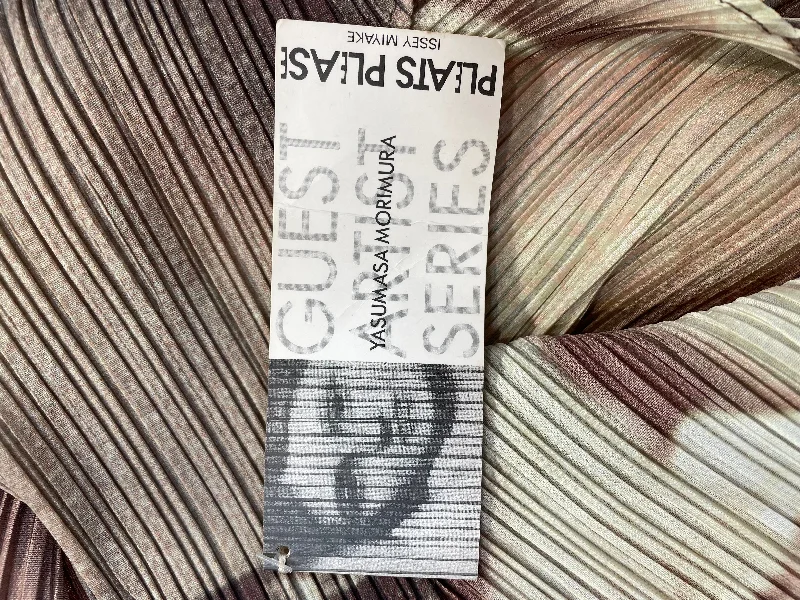 PLEATS PLEASE
ISSEY MIYAKE
GUEST
ARTIST
YASUMASA MORIMURA
SERIES